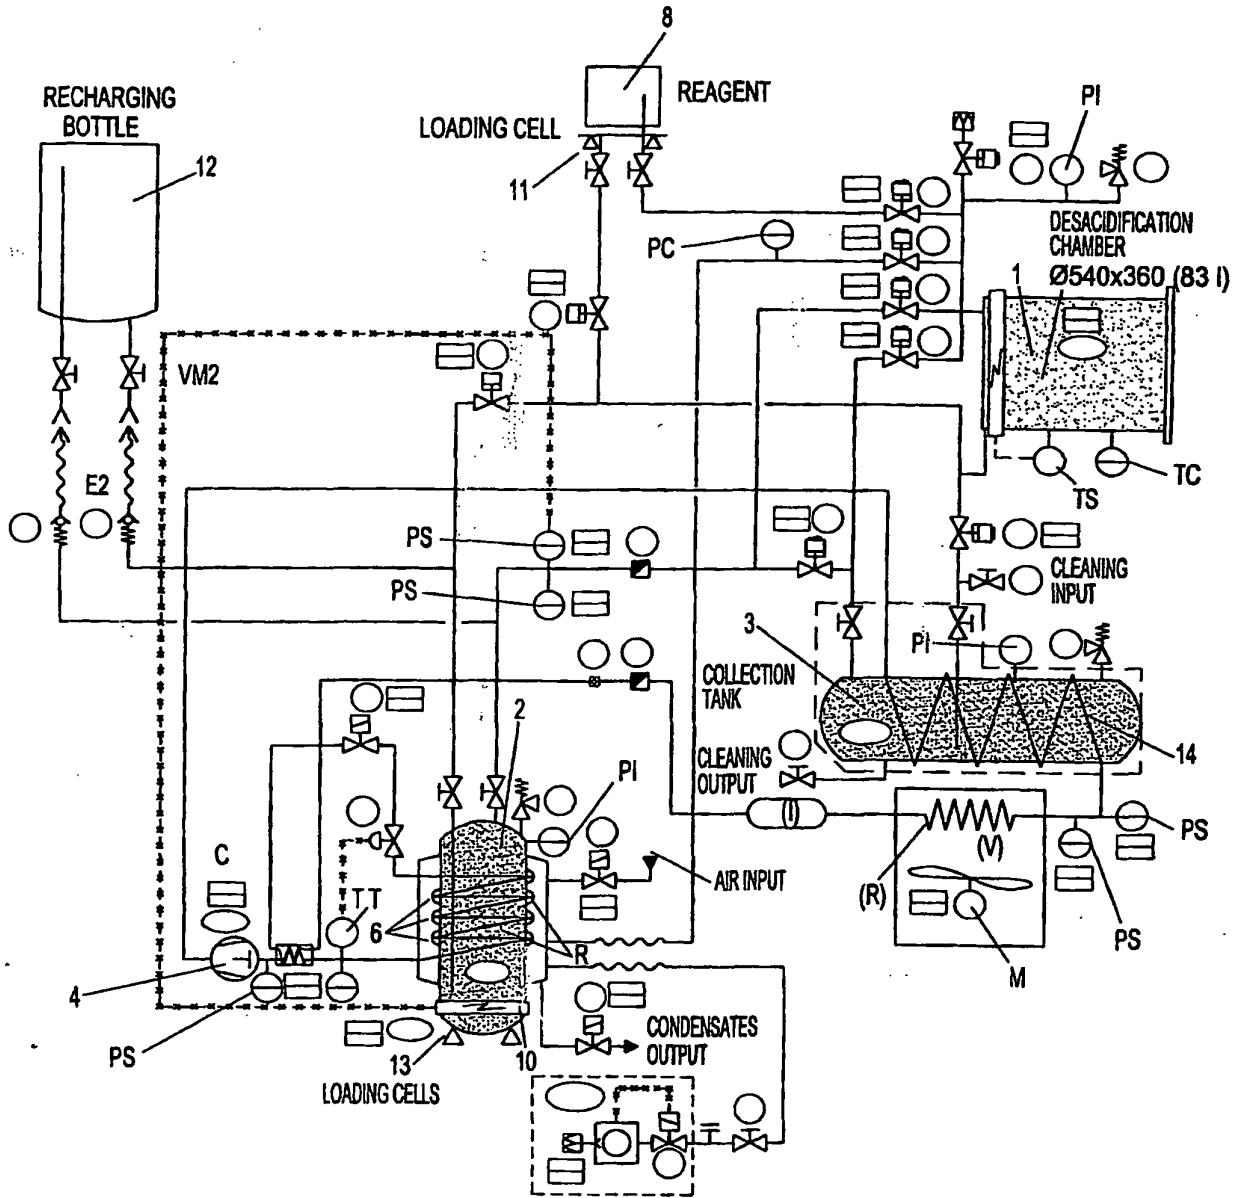 8
RECHARGING
BOTTLE
REAGENT
PI
LOADING CELL
12
11
DESACIDIFICATION
CHAMBER
PC
1
Ø540x360 (83 l)
VM2
E2
TS
TC
PS
PS
CLEANING
INPUT
3
PI
COLLECTION
TANK
2
14
CLEANING
OUTPUT
PI
PS
C
(V)
AIR INPUT
(R)
TT
6
R
PS
4
M
PS
13
10
CONDENSATES
OUTPUT
LOADING CELLS